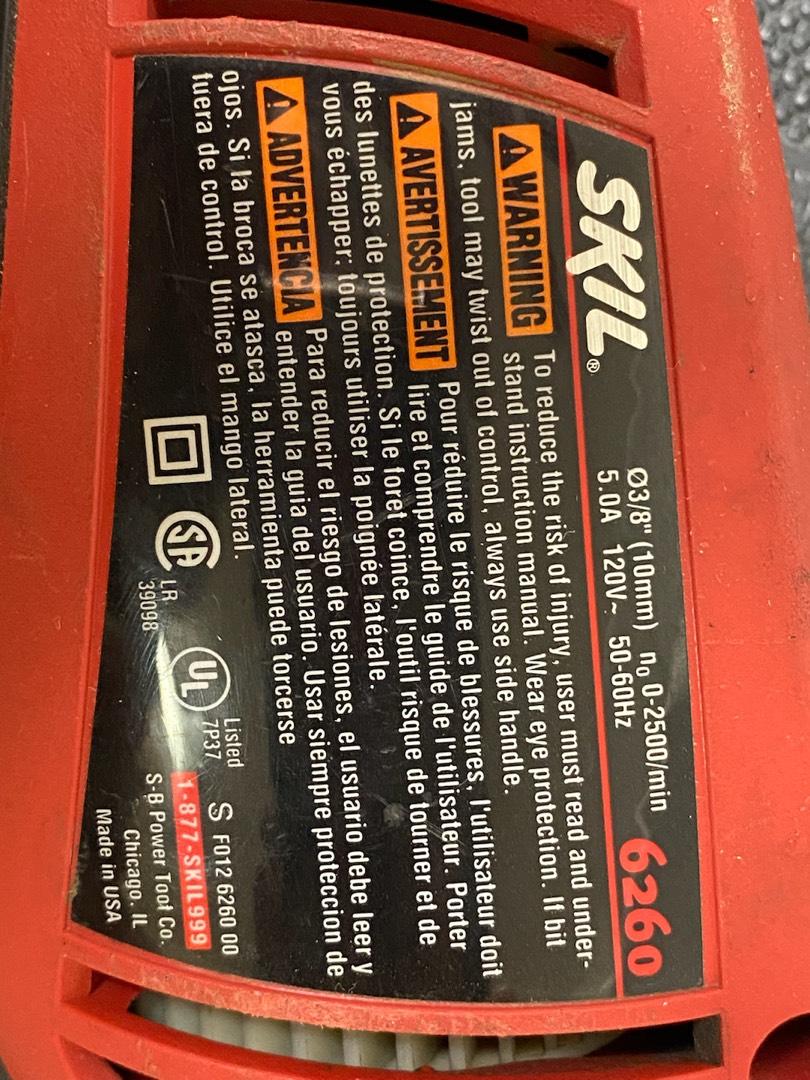 SKIL®
Ø3/8" (10mm) n₀ 0-2500/min
5.0A 120V~ 50-60Hz
6260
⚠ WARNING To reduce the risk of injury, user must read and under-
stand instruction manual. Wear eye protection. If bit
jams, tool may twist out of control, always use side handle.
⚠ AVERTISSEMENT Pour réduire le risque de blessures, l'utilisateur doit
lire et comprendre le guide de l'utilisateur. Porter
des lunettes de protection. Si le foret coince, l'outil risque de tourner et de
vous échapper; toujours utiliser la poignée latérale.
⚠ ADVERTENCIA Para reducir el riesgo de lesiones, el usuario debe leer y
entender la guia del usuario. Usar siempre proteccion de
ojos. Si la broca se atasca, la herramienta puede torcerse
fuera de control. Utilice el mango lateral.
SA
LR
39098
UL
Listed
7P37
S F012 6260 00
1-877-SKIL999
S-B Power Tool Co.
Chicago, IL
Made in USA